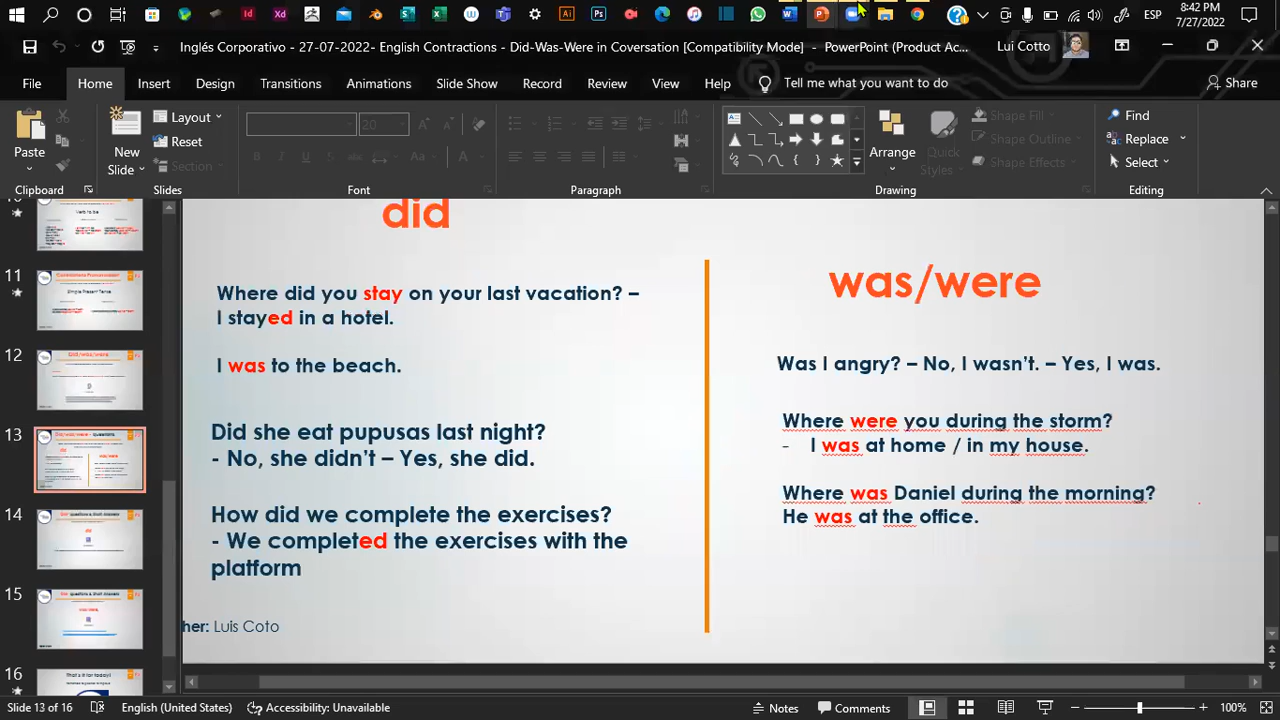 ESP
8:42 PM
7/27/2022
Inglés Corporativo - 27-07-2022- English Contractions - Did-Was-Were in Coversation [Compatibility Mode] - PowerPoint (Product Ac...
Lui Cotto
File
Home
Insert
Design
Transitions
Animations
Slide Show
Record
Review
View
Help
Tell me what you want to do
Share
Paste
New
Slide
Layout
Reset
Section
20
Arrange
Quick
Styles
Shape Fill
Shape Outline
Shape Effects
Find
Replace
Select
Clipboard
Slides
Font
Paragraph
Drawing
Editing
11
12
13
14
15
16
did
Where did you stay on your last vacation? –
I stayed in a hotel.
I was to the beach.
Did she eat pupusas last night?
- No, she didn't – Yes, she did.
How did we complete the exercises?
- We completed the exercises with the
platform
her: Luis Coto
was/were
Was I angry? – No, I wasn't. – Yes, I was.
Where were you during the storm?
- I was at home / in my house.
Where was Daniel during the morning?
He was at the office.
Slide 13 of 16
English (United States)
Accessibility: Unavailable
Notes
Comments
100%